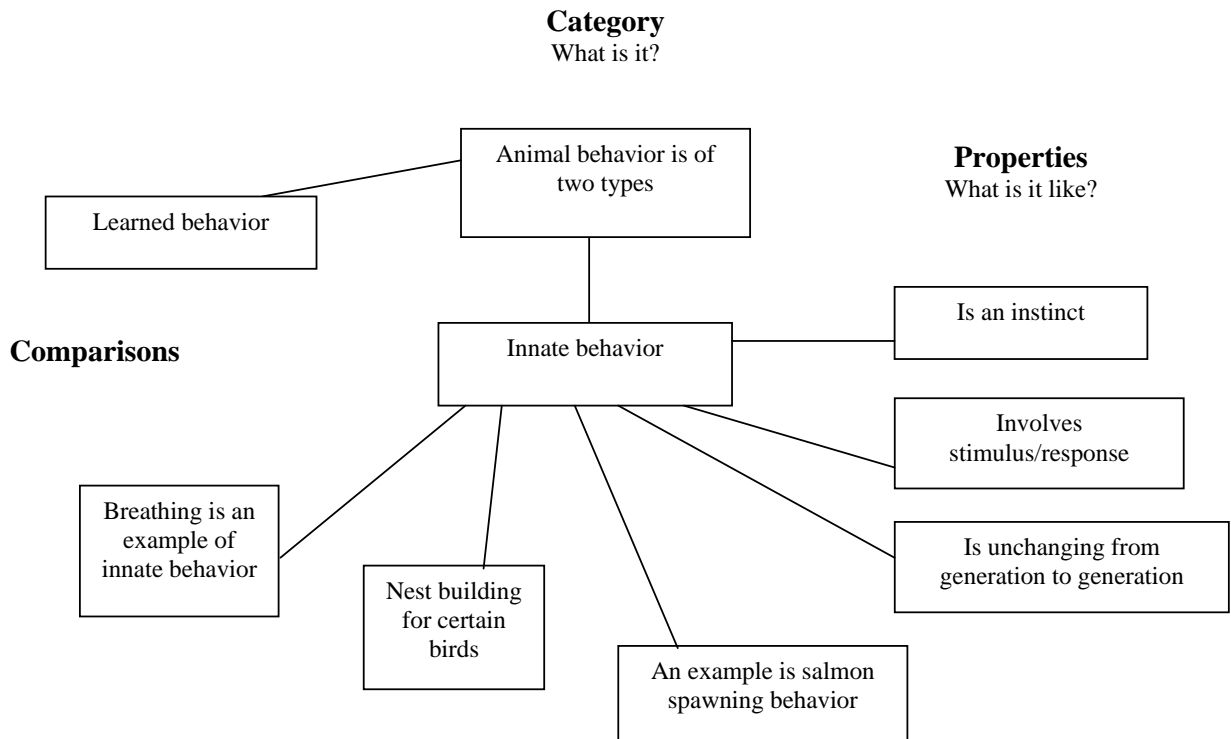 Category
What is it?
Animal behavior is of
two types
Properties
What is it like?
Learned behavior
Is an instinct
Comparisons
Innate behavior
Involves
stimulus/response
Breathing is an
example of
innate behavior
Is unchanging from
generation to generation
Nest building
for certain
birds
An example is salmon
spawning behavior